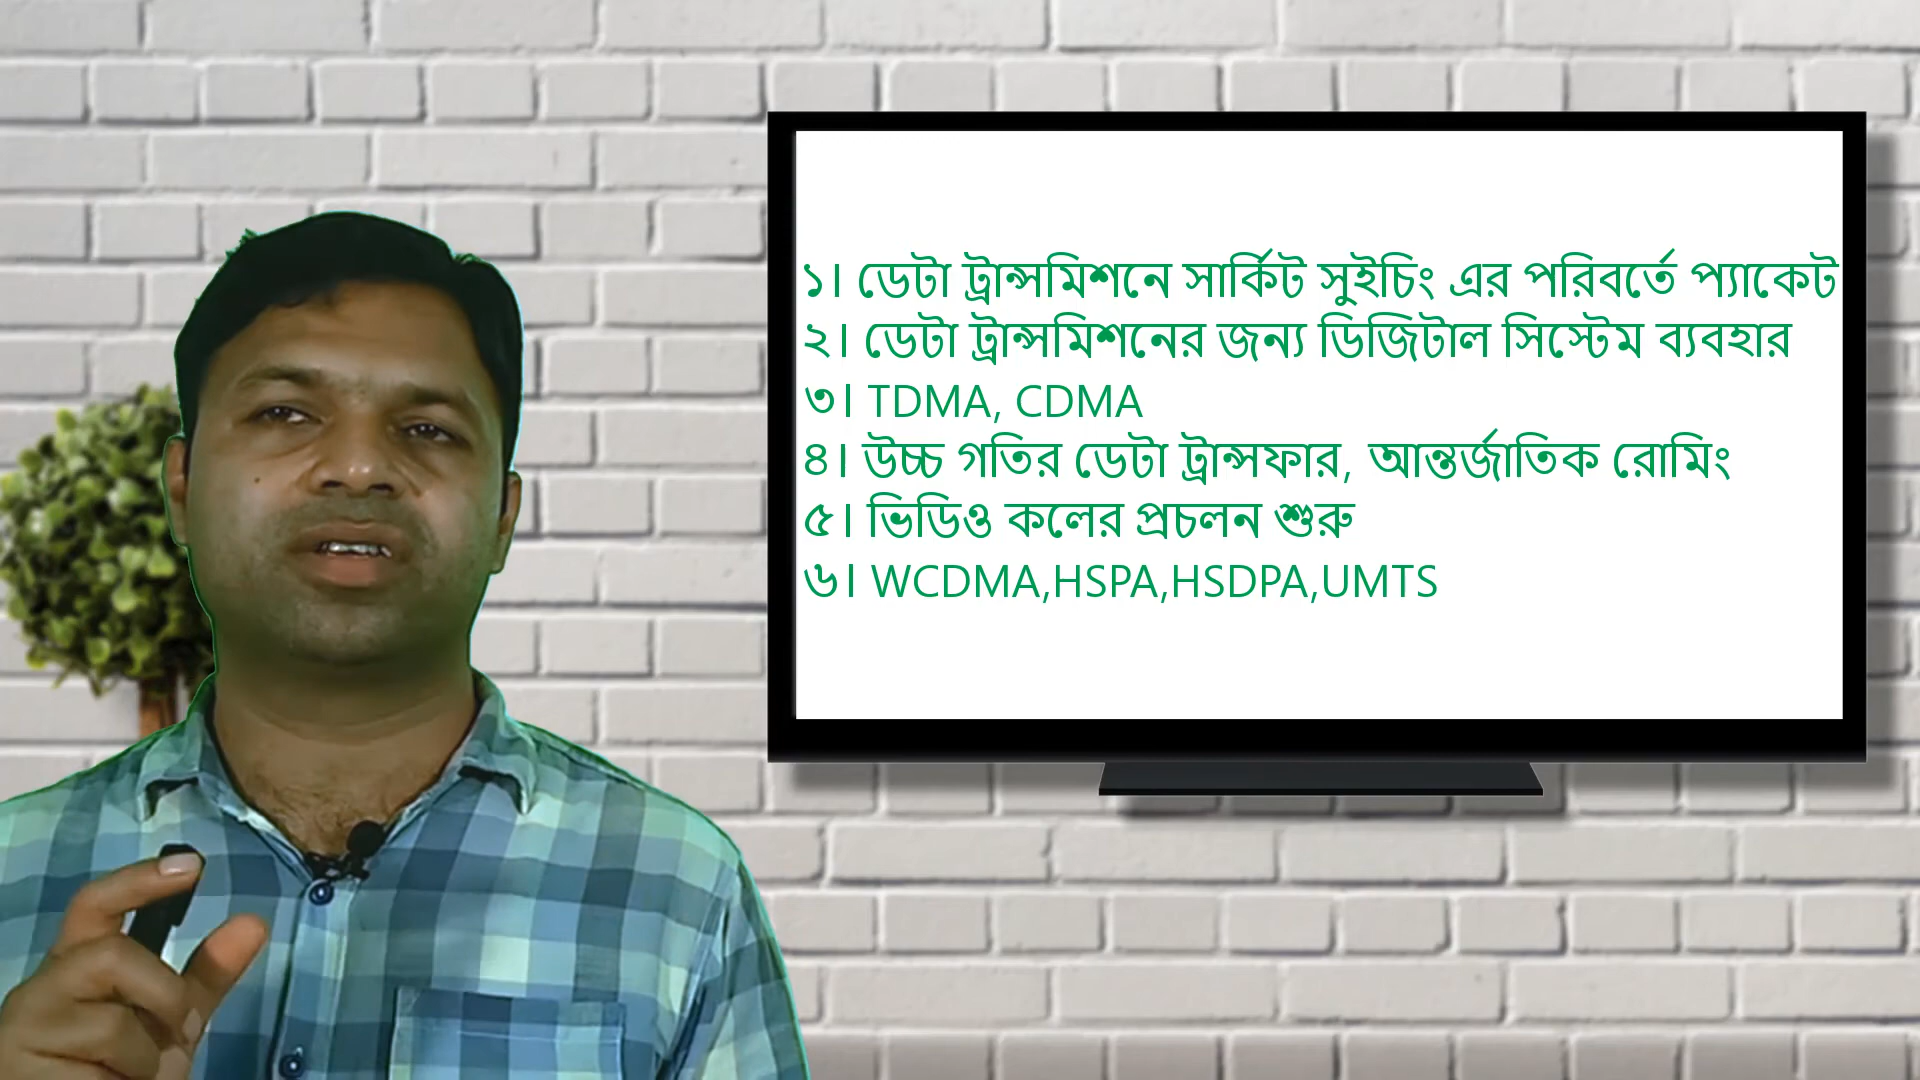 ১। ডেটা ট্রান্সমিশনে সার্কিট সুইচিং এর পরিবর্তে প্যাকেট
২। ডেটা ট্রান্সমিশনের জন্য ডিজিটাল সিস্টেম ব্যবহার
৩। TDMA, CDMA
৪। উচ্চ গতির ডেটা ট্রান্সফার, আন্তর্জাতিক রোমিং
৫। ভিডিও কলের প্রচলন শুরু
৬। WCDMA,HSPA,HSDPA,UMTS